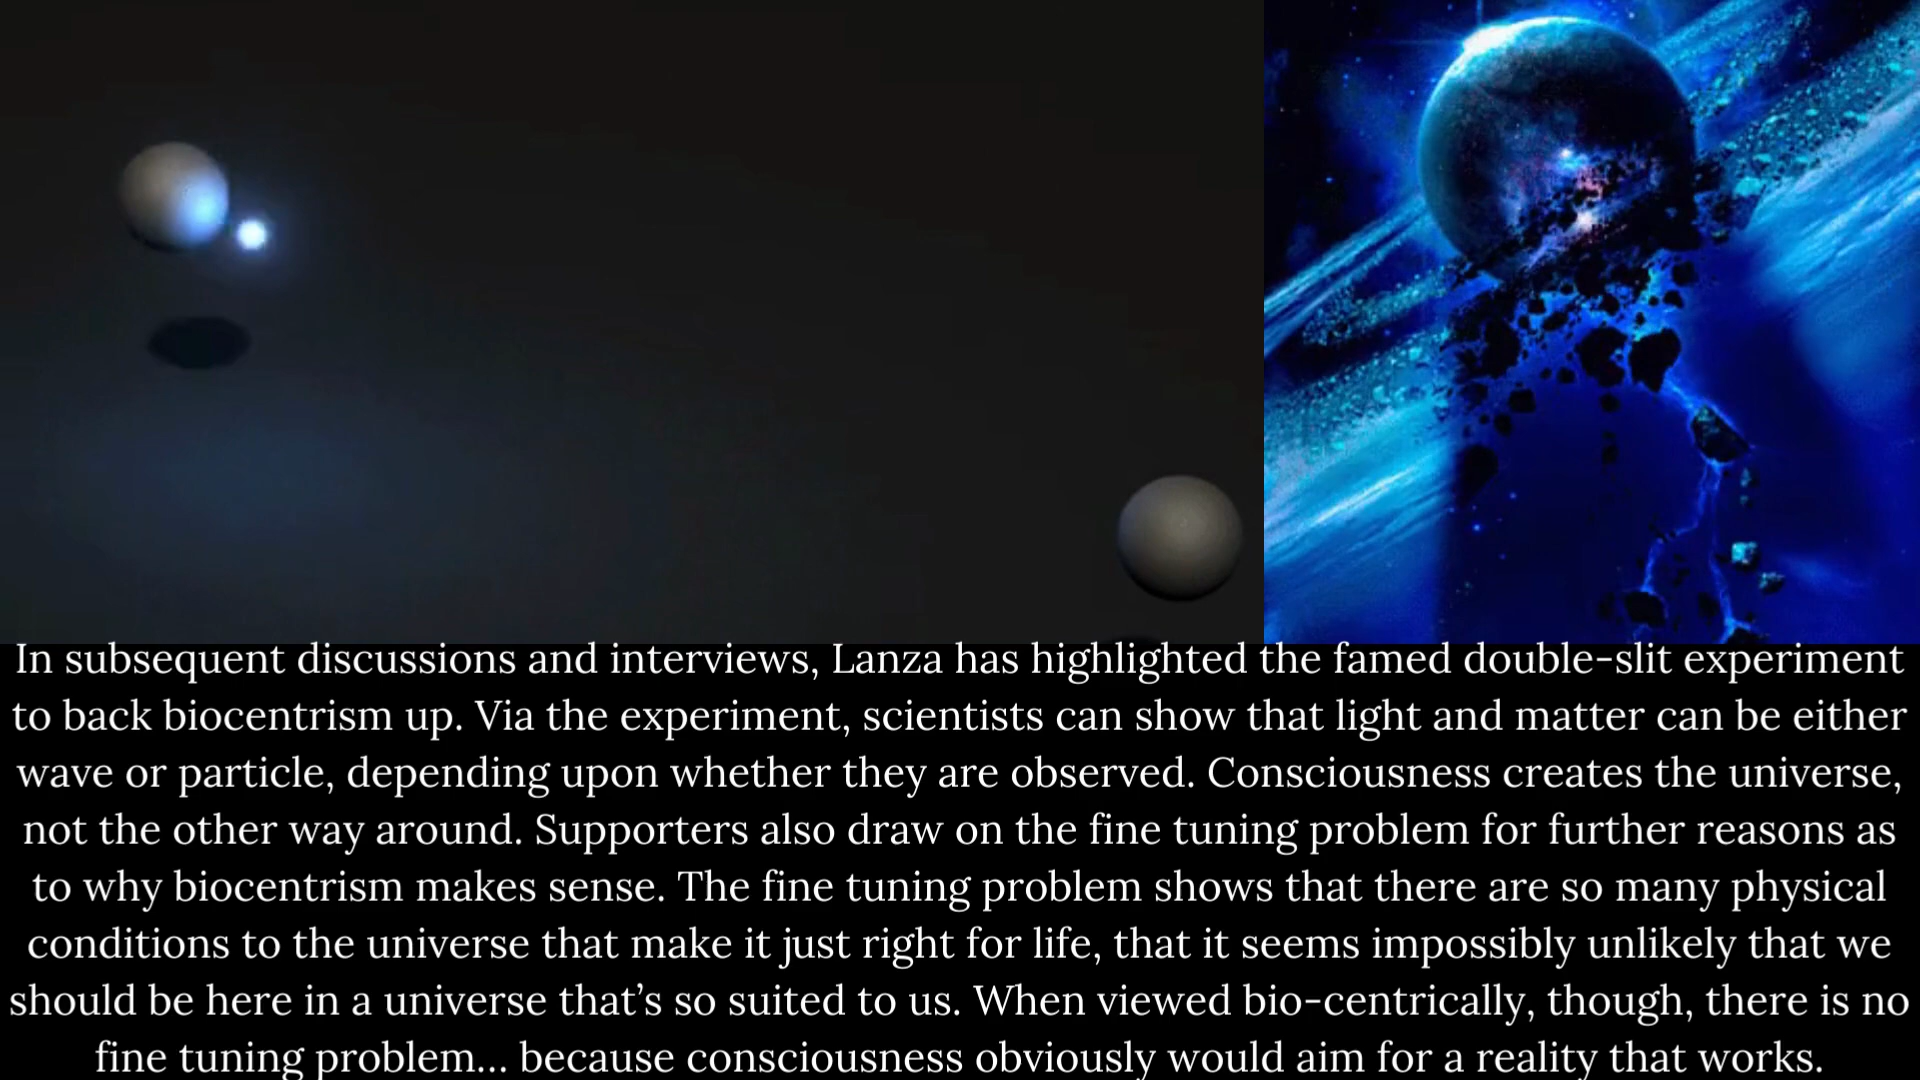 In subsequent discussions and interviews, Lanza has highlighted the famed double-slit experiment
to back biocentrism up. Via the experiment, scientists can show that light and matter can be either
wave or particle, depending upon whether they are observed. Consciousness creates the universe,
not the other way around. Supporters also draw on the fine tuning problem for further reasons as
to why biocentrism makes sense. The fine tuning problem shows that there are so many physical
conditions to the universe that make it just right for life, that it seems impossibly unlikely that we
should be here in a universe that’s so suited to us. When viewed bio-centrically, though, there is no
fine tuning problem... because consciousness obviously would aim for a reality that works.